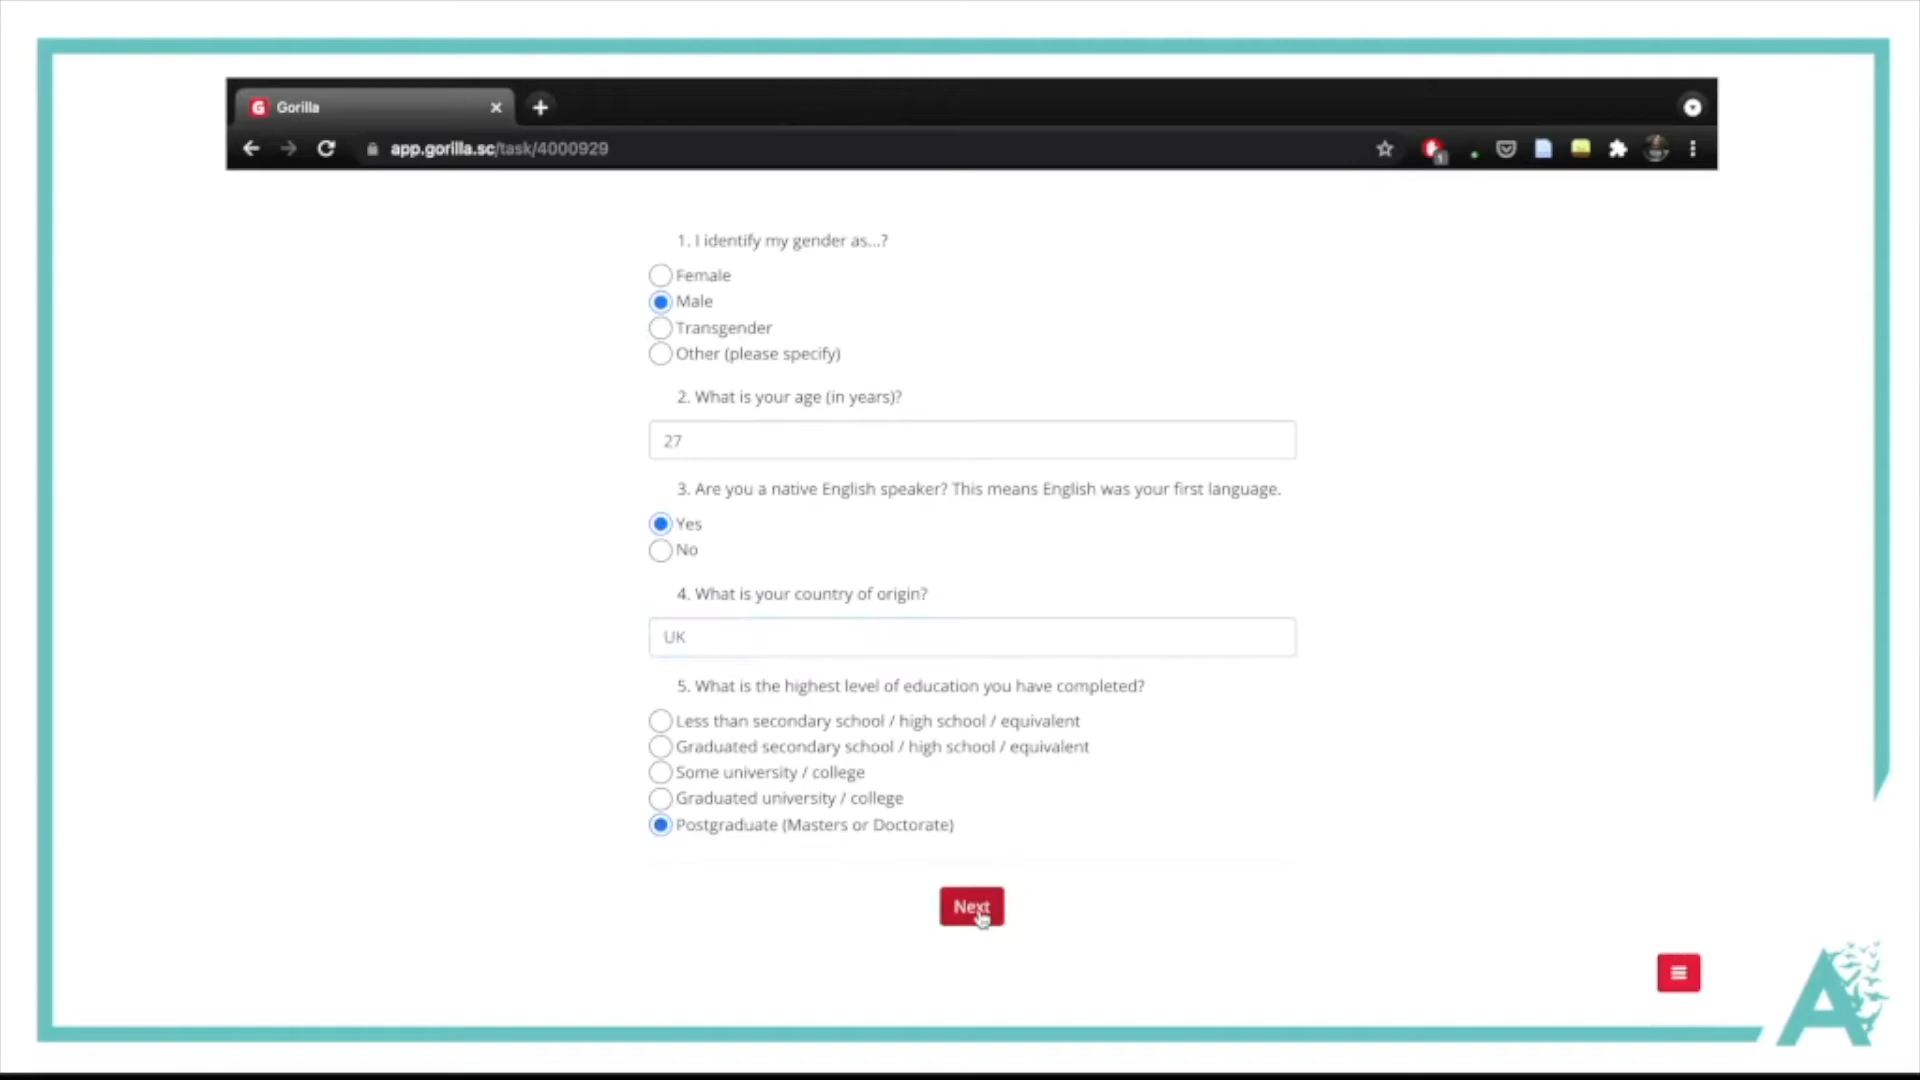 Gorilla
app.gorilla.sc/task/4000929
1. I identify my gender as...?
Female
Male
Transgender
Other (please specify)
2. What is your age (in years)?
27
3. Are you a native English speaker? This means English was your first language.
Yes
No
4. What is your country of origin?
UK
5. What is the highest level of education you have completed?
Less than secondary school / high school / equivalent
Graduated secondary school / high school / equivalent
Some university / college
Graduated university / college
Postgraduate (Masters or Doctorate)
Next